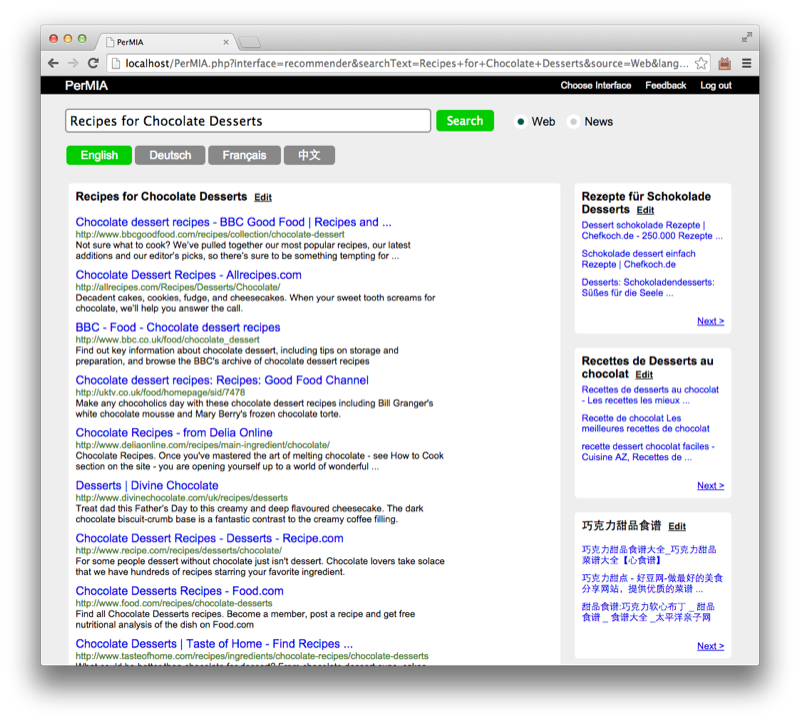 PerMIA
localhost/PerMIA.php?interface=recommender&searchText=Recipes+for+Chocolate+Desserts&source=Web&lang...
PerMIA
Choose Interface Feedback Log out
Recipes for Chocolate Desserts
Search
Web News
English Deutsch Français 中文
Recipes for Chocolate Desserts Edit
Chocolate dessert recipes - BBC Good Food | Recipes and ...
http://www.bbcgoodfood.com/recipes/collection/chocolate-dessert
Not sure what to cook? We've pulled together our most popular recipes, our latest
additions and our editor's picks, so there's sure to be something tempting for ...
Chocolate Dessert Recipes - Allrecipes.com
http://allrecipes.com/Recipes/Desserts/Chocolate/
Decadent cakes, cookies, fudge, and cheesecakes. When your sweet tooth screams for
chocolate, we'll help you answer the call.
BBC - Food - Chocolate dessert recipes
http://www.bbc.co.uk/food/chocolate_dessert
Find out key information about chocolate dessert, including tips on storage and
preparation, and browse the BBC's archive of chocolate dessert recipes
Chocolate dessert recipes: Recipes: Good Food Channel
http://uktv.co.uk/food/homepage/sid/7478
Make any chocoholics day with these chocolate dessert recipes including Bill Granger's
white chocolate mousse and Mary Berry's frozen chocolate torte.
Chocolate Recipes - from Delia Online
http://www.deliaonline.com/recipes/main-ingredient/chocolate/
Chocolate Recipes. Once you've mastered the art of melting chocolate - see How to Cook
section on the site - you are opening yourself up to a world of wonderful ...
Desserts | Divine Chocolate
http://www.divinechocolate.com/uk/recipes/desserts
Treat dad this Father's Day to this creamy and deep flavoured cheesecake. The dark
chocolate biscuit-crumb base is a fantastic contrast to the creamy coffee filling.
Chocolate Dessert Recipes - Desserts - Recipe.com
http://www.recipe.com/recipes/desserts/chocolate/
For some people dessert without chocolate just isn't dessert. Chocolate lovers take solace
that we have hundreds of recipes starring your favorite ingredient.
Chocolate Desserts Recipes - Food.com
http://www.food.com/recipes/chocolate-desserts
Find all Chocolate Desserts recipes. Become a member, post a recipe and get free
nutritional analysis of the dish on Food.com
Chocolate Desserts | Taste of Home - Find Recipes ...
http://www.tasteofhome.com/recipes/ingredients/chocolate-recipes/chocolate-desserts
What could be better than chocolate for dessert? From chocolate dessert cups, cakes,
Rezepte für Schokolade
Desserts Edit
Dessert schokolade Rezepte |
Chefkoch.de - 250.000 Rezepte ...
Schokolade dessert einfach
Rezepte | Chefkoch.de
Desserts: Schokoladendesserts:
Süßes für die Seele ...
Next >
Recettes de Desserts au
chocolat Edit
Recettes de desserts au chocolat
- Les recettes les mieux ...
Recette de chocolat Les
meilleures recettes de chocolat
recette dessert chocolat faciles -
Cuisine AZ, Recettes de ...
Next >
巧克力甜品食谱 Edit
巧克力甜品食谱大全_巧克力甜品
菜谱大全【心食谱】
巧克力甜点 - 好豆网-做最好的美食
分享网站，提供优质的菜谱 ...
甜品食谱:巧克力软心布丁 _ 甜品
食谱 _ 食谱大全 _太平洋亲子网
Next >